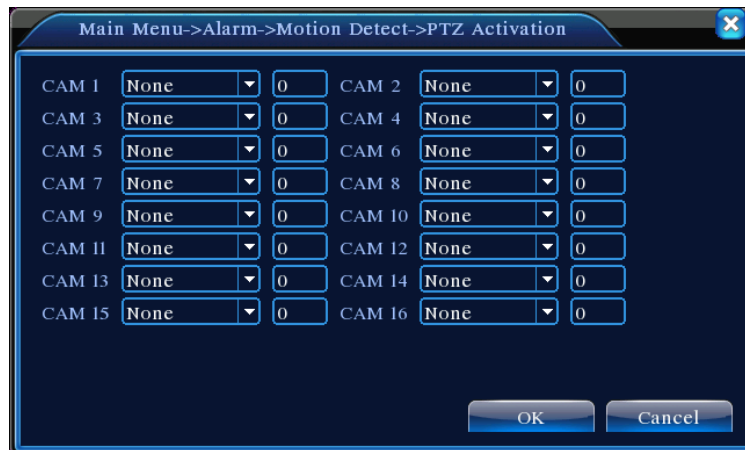 Main Menu->Alarm->Motion Detect->PTZ Activation
CAM 1 None 0 CAM 2 None 0
CAM 3 None 0 CAM 4 None 0
CAM 5 None 0 CAM 6 None 0
CAM 7 None 0 CAM 8 None 0
CAM 9 None 0 CAM 10 None 0
CAM 11 None 0 CAM 12 None 0
CAM 13 None 0 CAM 14 None 0
CAM 15 None 0 CAM 16 None 0
OK Cancel